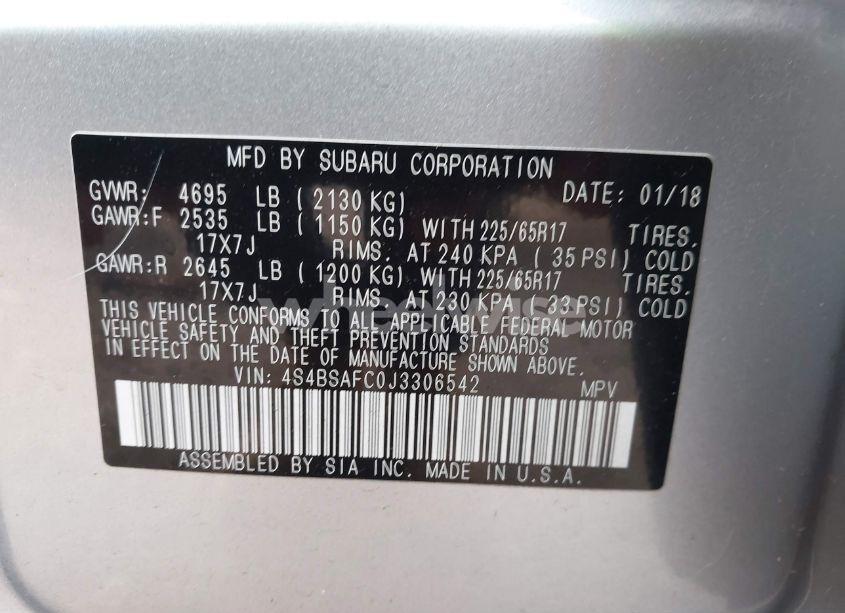 MFD BY SUBARU CORPORATION
GVWR: 4695 LB ( 2130 KG) DATE: 01/18
GAWR:F 2535 LB ( 1150 KG) WITH 225/65R17 TIRES,
17X7J RIMS. AT 240 KPA ( 35 PSI) COLD
GAWR:R 2645 LB ( 1200 KG) WITH 225/65R17 TIRES.
17X7J RIMS. AT 230 KPA ( 33 PSI) COLD
THIS VEHICLE CONFORMS TO ALL APPLICABLE FEDERAL MOTOR
VEHICLE SAFETY AND THEFT PREVENTION STANDARDS
IN EFFECT ON THE DATE OF MANUFACTURE SHOWN ABOVE.
VIN: 4S4BSAFC0J3306542 MPV
ASSEMBLED BY SIA INC. MADE IN U.S.A.
wheelwise